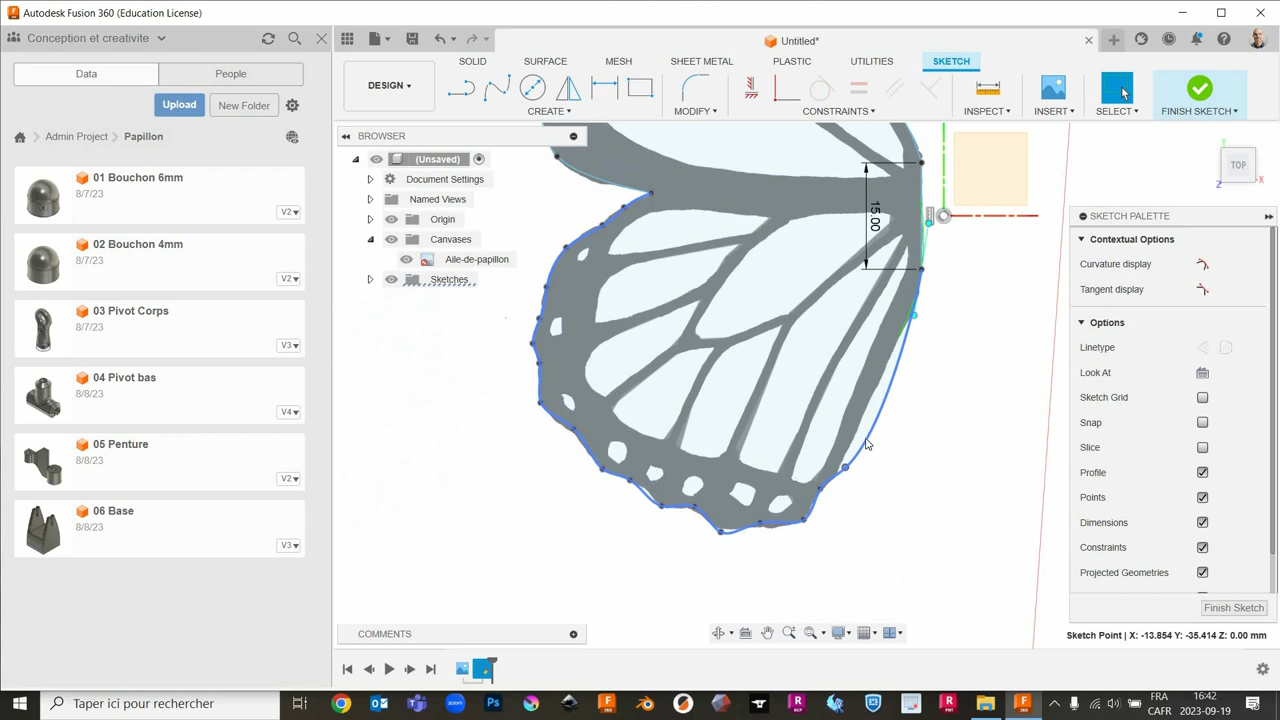 Autodesk Fusion 360 (Education License)
Conception et creativite
Untitled*
Data
People
Upload
New Folder
Admin Project
Papillon
01 Bouchon 6mm
8/7/23
V2
02 Bouchon 4mm
8/7/23
V2
03 Pivot Corps
8/7/23
V3
04 Pivot bas
8/8/23
V4
05 Penture
8/8/23
V2
06 Base
8/8/23
V3
DESIGN
SOLID
SURFACE
MESH
SHEET METAL
PLASTIC
UTILITIES
SKETCH
CREATE
MODIFY
CONSTRAINTS
INSPECT
INSERT
SELECT
FINISH SKETCH
BROWSER
(Unsaved)
Document Settings
Named Views
Origin
Canvases
Aile-de-papillon
Sketches
15.00
TOP
Y
X
Z
SKETCH PALETTE
Contextual Options
Curvature display
Tangent display
Options
Linetype
Look At
Sketch Grid
Snap
Slice
Profile
Points
Dimensions
Constraints
Projected Geometries
Finish Sketch
COMMENTS
Sketch Point | X: -13.854 Y: -35.414 Z: 0.00 mm
Taper ici pour rechercher
FRA
CAFR
16:42
2023-09-19